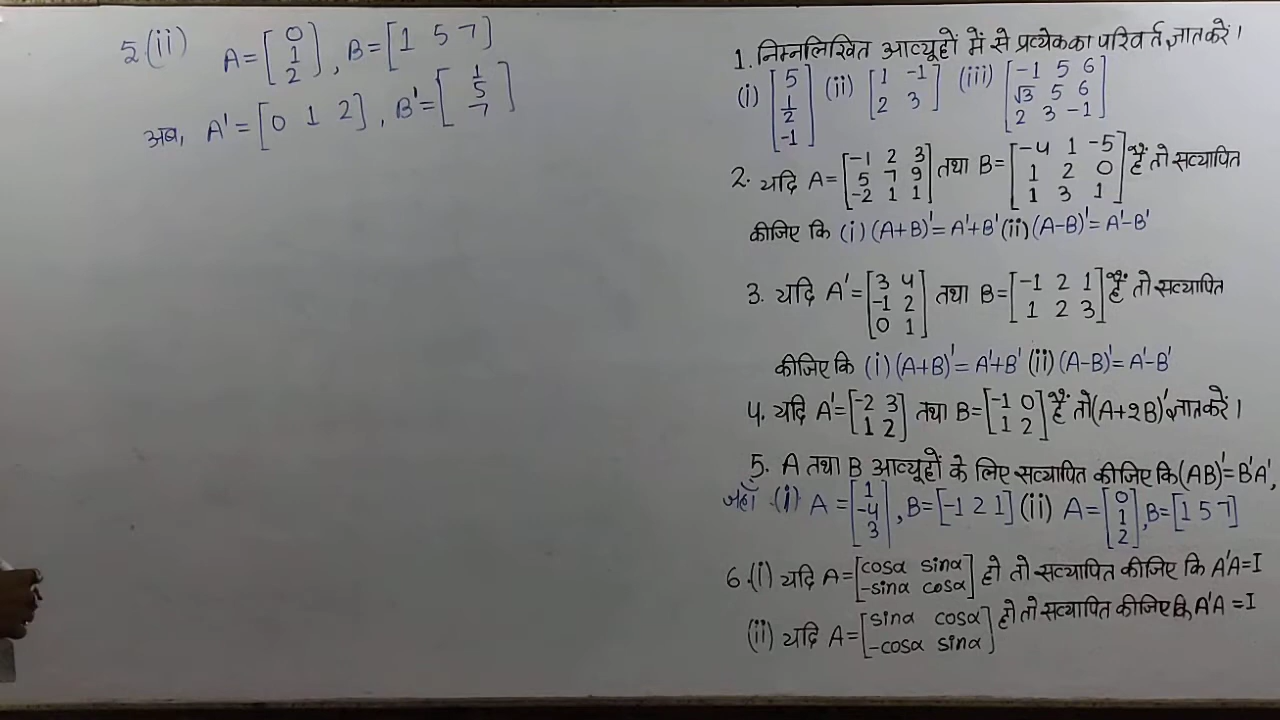 5.(ii) A = [0 1 2], B = [1 5 7]
अब, A' = [0 1 2], B' = [1 5 7]
1. निम्नलिखित आव्यूहों में से प्रत्येक का परिवर्त ज्ञात करें।
(i) [5 1/2 -1] (ii) [1 -1; 2 3] (iii) [-1 5 6; √3 5 6; 2 3 -1]
2. यदि A = [-1 2 3; 5 7 9; -2 1 1] तथा B = [-4 1 -5; 1 2 0; 1 3 1] हैं तो सत्यापित
कीजिए कि (i) (A+B)' = A'+B' (ii) (A-B)' = A'-B'
3. यदि A' = [3 4; -1 2; 0 1] तथा B = [-1 2 1; 1 2 3] हैं तो सत्यापित
कीजिए कि (i) (A+B)' = A'+B' (ii) (A-B)' = A'-B'
4. यदि A' = [-2 3; 1 2] तथा B = [-1 0; 1 2] हैं तो (A+2B)' ज्ञात करें।
5. A तथा B आव्यूहों के लिए सत्यापित कीजिए कि (AB)' = B'A',
जहाँ (i) A = [1 -4 3], B = [-1 2 1] (ii) A = [0 1 2], B = [1 5 7]
6.(i) यदि A = [cosα sinα; -sinα cosα] हो तो सत्यापित कीजिए कि A'A = I
(ii) यदि A = [sinα cosα; -cosα sinα] हो तो सत्यापित कीजिए कि A'A = I